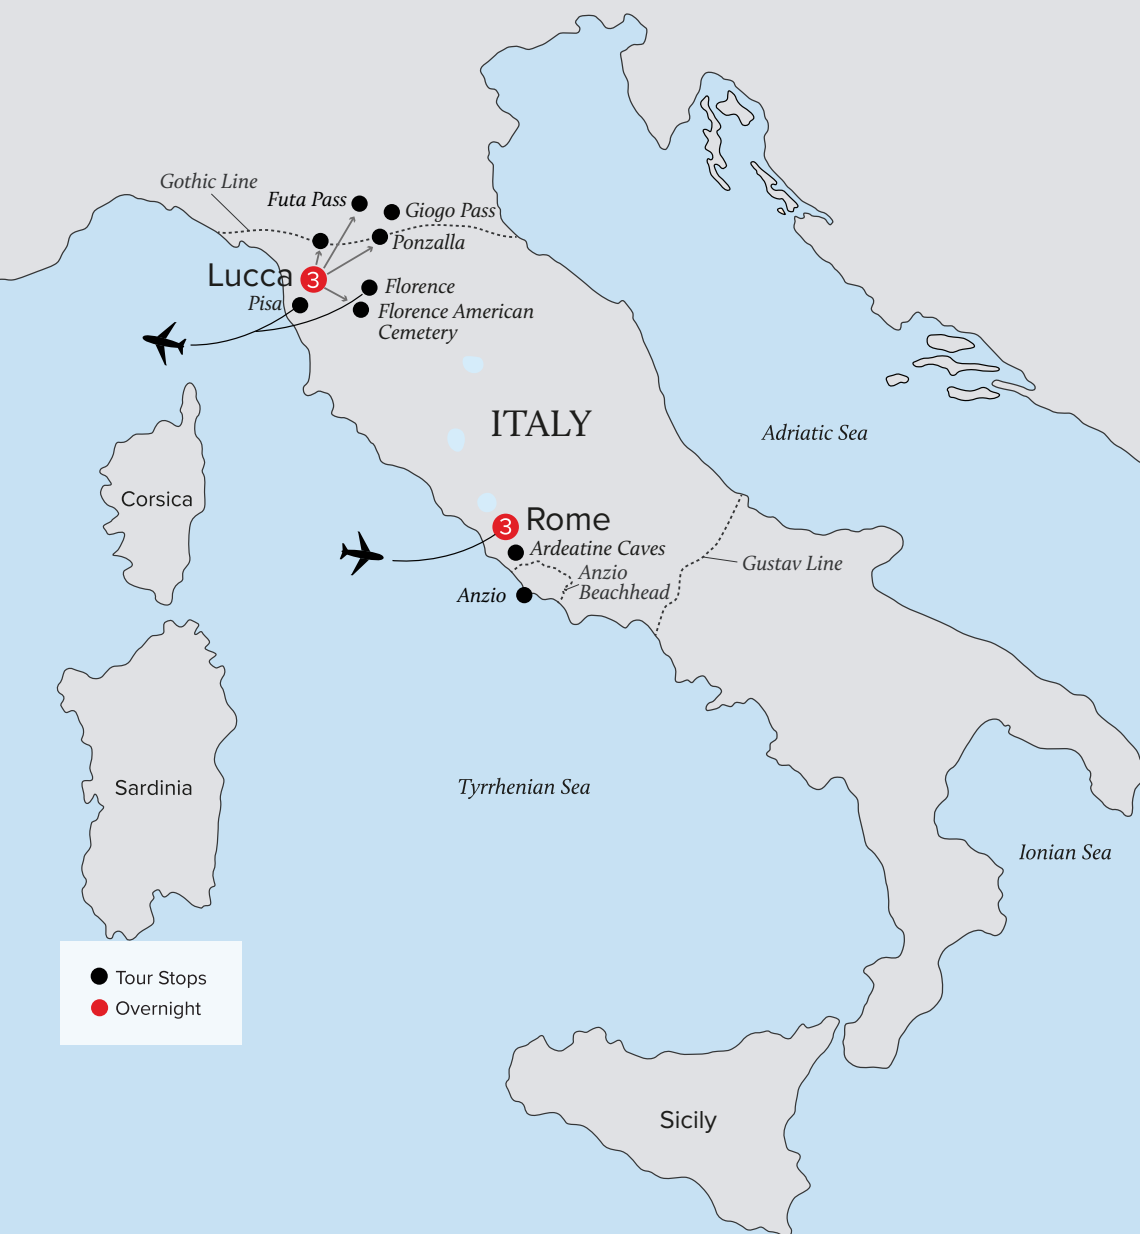 Gothic Line
Futa Pass
Giogo Pass
Ponzalla
Lucca
3
Pisa
Florence
Florence American
Cemetery
ITALY
Adriatic Sea
Corsica
3
Rome
Ardeatine Caves
Gustav Line
Anzio
Beachhead
Anzio
Sardinia
Tyrrhenian Sea
Ionian Sea
Tour Stops
Overnight
Sicily